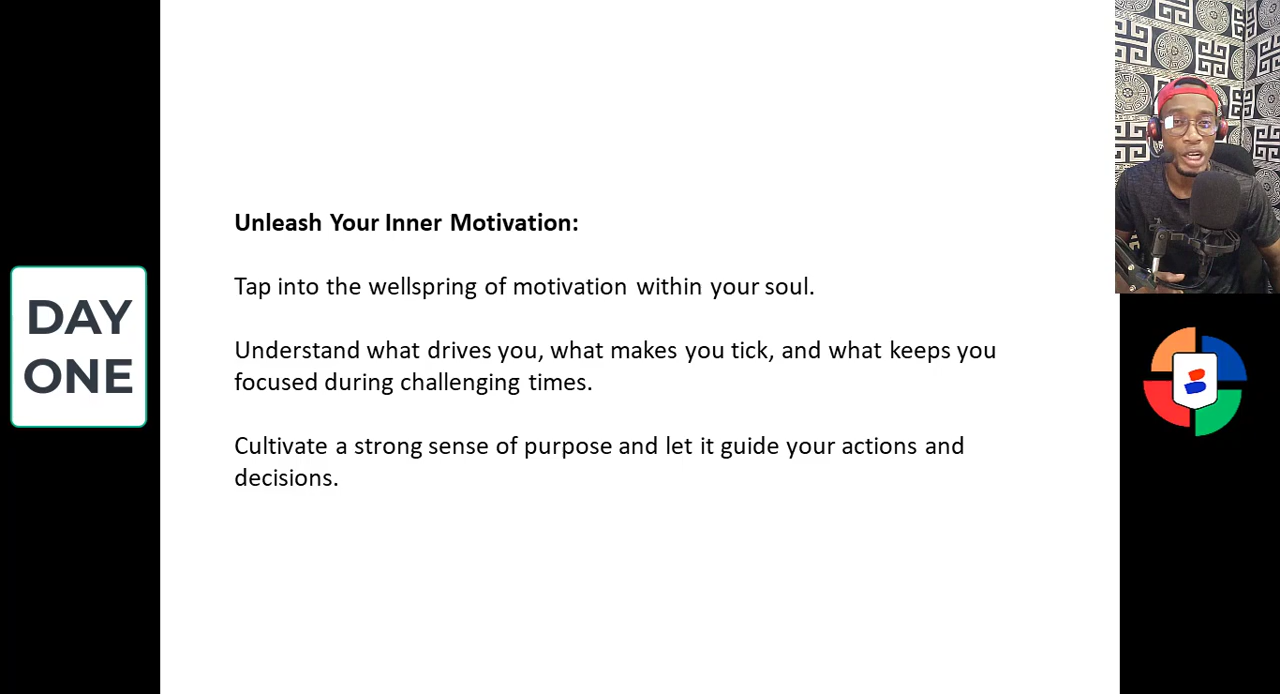 Unleash Your Inner Motivation:
Tap into the wellspring of motivation within your soul.
Understand what drives you, what makes you tick, and what keeps you
focused during challenging times.
Cultivate a strong sense of purpose and let it guide your actions and
decisions.
DAY
ONE